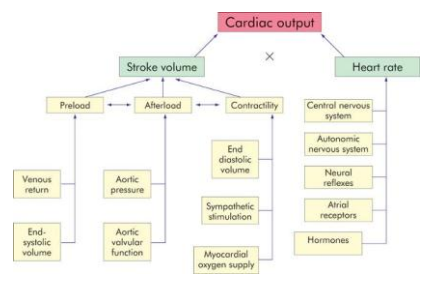 Cardiac output
Stroke volume
×
Heart rate
Preload
Afterload
Contractility
Central nervous
system
Autonomic
nervous system
Neural
reflexes
Atrial
receptors
Hormones
End
diastolic
volume
Venous
return
Aortic
pressure
Sympathetic
stimulation
End-
systolic
volume
Aortic
valvular
function
Myocardial
oxygen supply